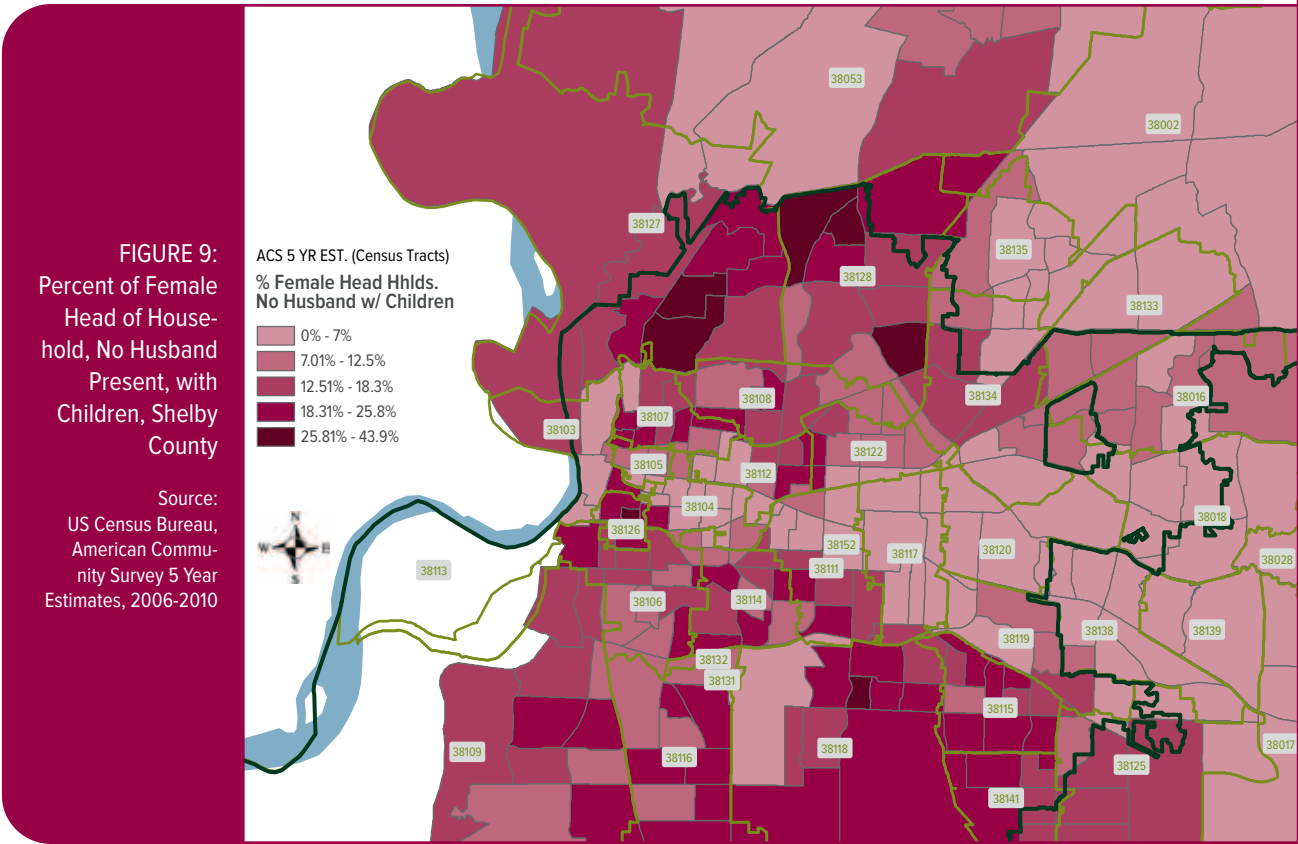 FIGURE 9:
Percent of Female
Head of House-
hold, No Husband
Present, with
Children, Shelby
County
Source:
US Census Bureau,
American Commu-
nity Survey 5 Year
Estimates, 2006-2010
ACS 5 YR EST. (Census Tracts)
% Female Head Hhlds.
No Husband w/ Children
0% - 7%
7.01% - 12.5%
12.51% - 18.3%
18.31% - 25.8%
25.81% - 43.9%
N
W E
S
38053
38002
38127
38135
38128
38133
38134
38016
38108
38107
38103
38122
38105
38112
38104
38018
38126
38152
38117
38120
38028
38113
38111
38106
38114
38119
38138
38139
38132
38131
38115
38109
38116
38118
38017
38125
38141